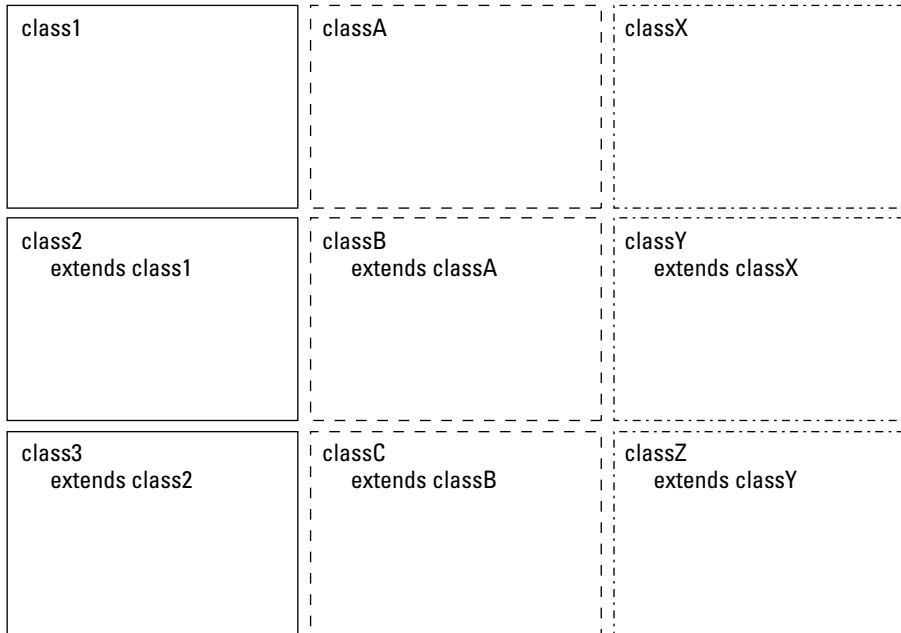 class1
classA
classX
class2
extends class1
classB
extends classA
classY
extends classX
class3
extends class2
classC
extends classB
classZ
extends classY